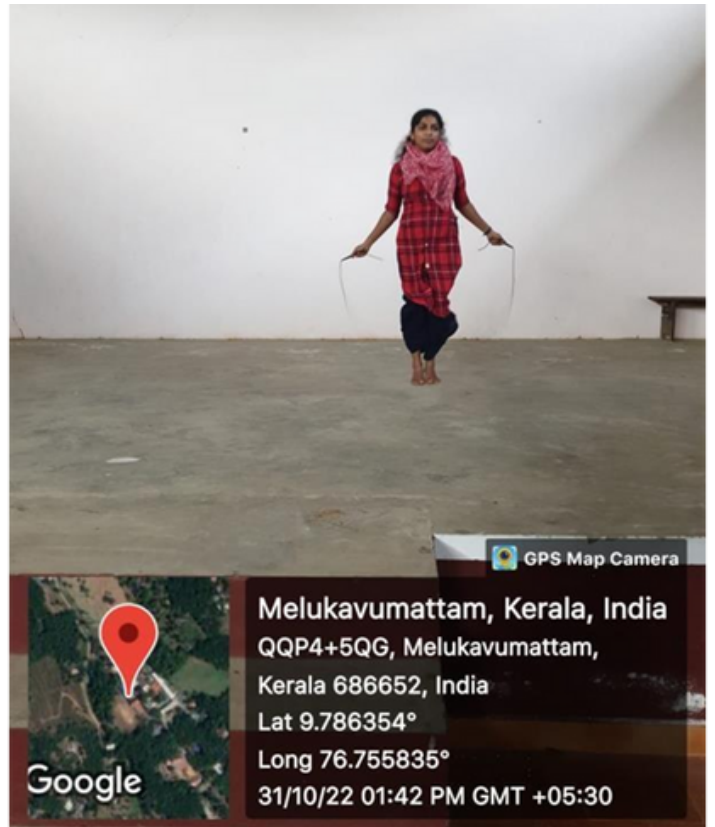 GPS Map Camera
Melukavumattam, Kerala, India
QQP4+5QG, Melukavumattam,
Kerala 686652, India
Lat 9.786354°
Long 76.755835°
31/10/22 01:42 PM GMT +05:30
Google